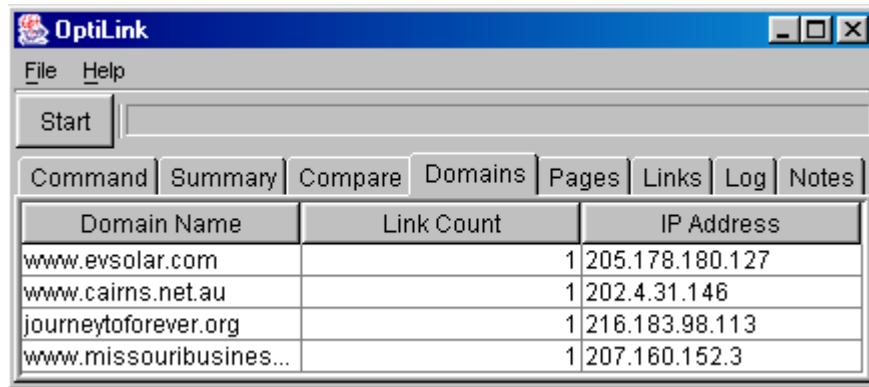 OptiLink
File Help
Start
Command Summary Compare Domains Pages Links Log Notes
Domain Name Link Count IP Address
www.evsolar.com 1 205.178.180.127
www.cairns.net.au 1 202.4.31.146
journeytoforever.org 1 216.183.98.113
www.missouribusines... 1 207.160.152.3